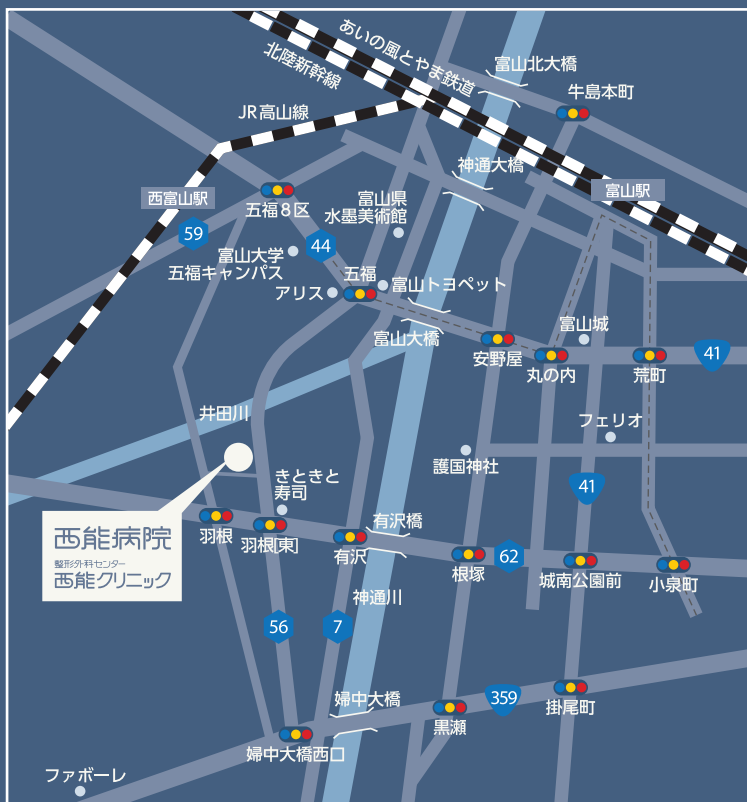 あいの風とやま鉄道
北陸新幹線
富山北大橋
牛島本町
JR高山線
神通大橋
西富山駅
富山駅
五福8区
富山県
水墨美術館
59
44
富山大学
五福キャンパス
五福
アリス
富山トヨペット
富山大橋
安野屋
富山城
丸の内
荒町
41
井田川
フェリオ
護国神社
きときと
寿司
41
西能病院
整形外科センター
西能クリニック
羽根
羽根[東]
有沢
有沢橋
根塚
62
城南公園前
小泉町
神通川
56
7
婦中大橋
359
黒瀬
掛尾町
婦中大橋西口
ファボーレ